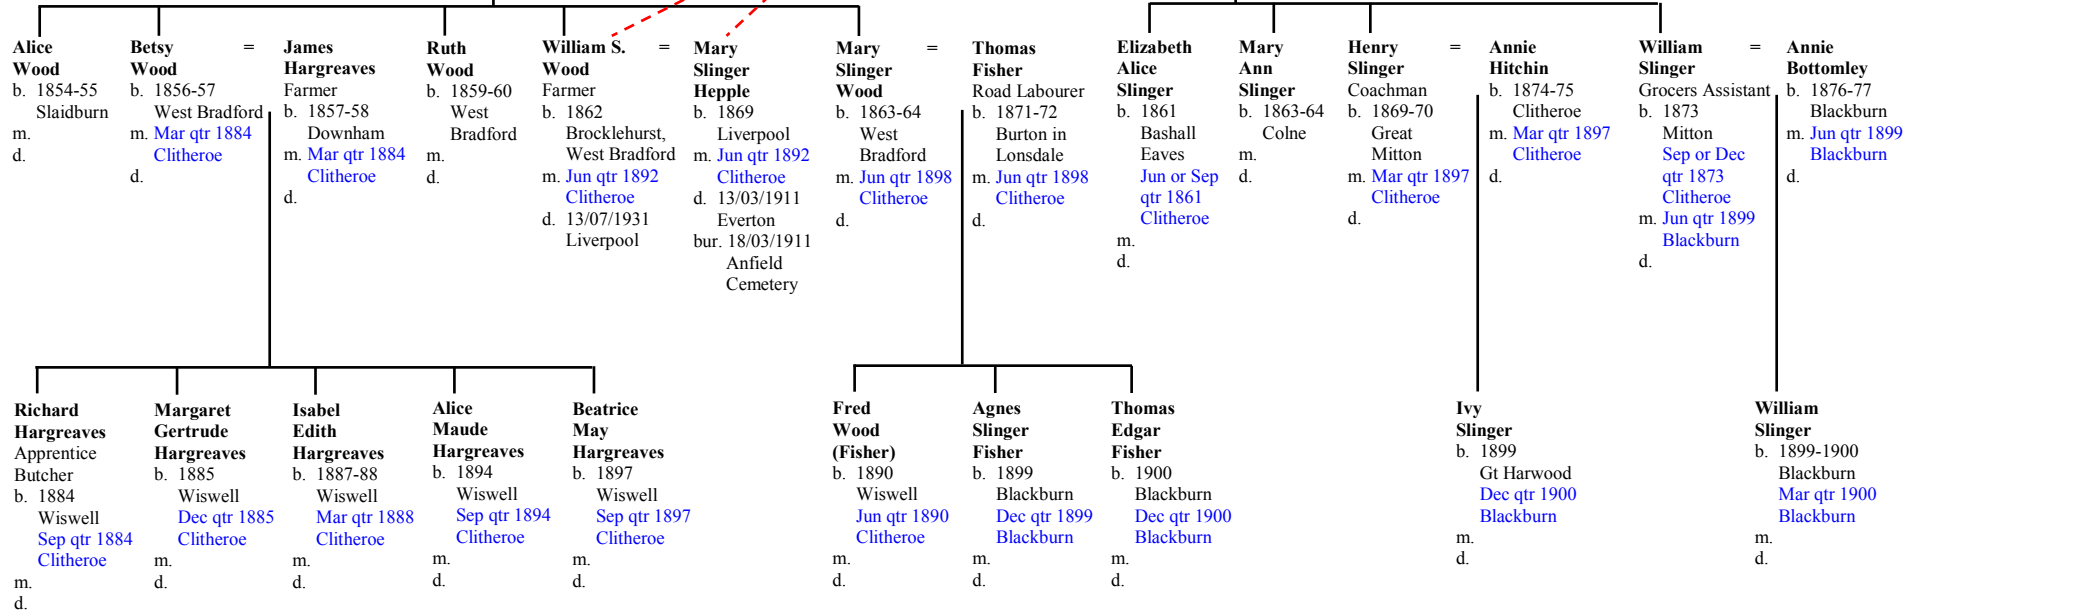 Alice
Wood
b. 1854-55
Slaidburn
m.
d.
Betsy =
Wood
b. 1856-57
West Bradford
m. Mar qtr 1884
Clitheroe
d.
James
Hargreaves
Farmer
b. 1857-58
Downham
m. Mar qtr 1884
Clitheroe
d.
Ruth
Wood
b. 1859-60
West
Bradford
m.
d.
William S. =
Wood
Farmer
b. 1862
Brocklehurst,
West Bradford
m. Jun qtr 1892
Clitheroe
d. 13/07/1931
Liverpool
Mary
Slinger
Hepple
b. 1869
Liverpool
m. Jun qtr 1892
Clitheroe
d. 13/03/1911
Everton
bur. 18/03/1911
Anfield
Cemetery
Mary =
Slinger
Wood
b. 1863-64
West
Bradford
m. Jun qtr 1898
Clitheroe
d.
Thomas
Fisher
Road Labourer
b. 1871-72
Burton in
Lonsdale
m. Jun qtr 1898
Clitheroe
d.
Elizabeth
Alice
Slinger
b. 1861
Bashall
Eaves
Jun or Sep
qtr 1861
Clitheroe
m.
d.
Mary
Ann
Slinger
b. 1863-64
Colne
m.
d.
Henry =
Slinger
Coachman
b. 1869-70
Great
Mitton
m. Mar qtr 1897
Clitheroe
d.
Annie
Hitchin
b. 1874-75
Clitheroe
m. Mar qtr 1897
Clitheroe
d.
William =
Slinger
Grocers Assistant
b. 1873
Mitton
Sep or Dec
qtr 1873
Clitheroe
m. Jun qtr 1899
Blackburn
d.
Annie
Bottomley
b. 1876-77
Blackburn
m. Jun qtr 1899
Blackburn
d.
Richard
Hargreaves
Apprentice
Butcher
b. 1884
Wiswell
Sep qtr 1884
Clitheroe
m.
d.
Margaret
Gertrude
Hargreaves
b. 1885
Wiswell
Dec qtr 1885
Clitheroe
m.
d.
Isabel
Edith
Hargreaves
b. 1887-88
Wiswell
Mar qtr 1888
Clitheroe
m.
d.
Alice
Maude
Hargreaves
b. 1894
Wiswell
Sep qtr 1894
Clitheroe
m.
d.
Beatrice
May
Hargreaves
b. 1897
Wiswell
Sep qtr 1897
Clitheroe
m.
d.
Fred
Wood
(Fisher)
b. 1890
Wiswell
Jun qtr 1890
Clitheroe
m.
d.
Agnes
Slinger
Fisher
b. 1899
Blackburn
Dec qtr 1899
Blackburn
m.
d.
Thomas
Edgar
Fisher
b. 1900
Blackburn
Dec qtr 1900
Blackburn
m.
d.
Ivy
Slinger
b. 1899
Gt Harwood
Dec qtr 1900
Blackburn
m.
d.
William
Slinger
b. 1899-1900
Blackburn
Mar qtr 1900
Blackburn
m.
d.